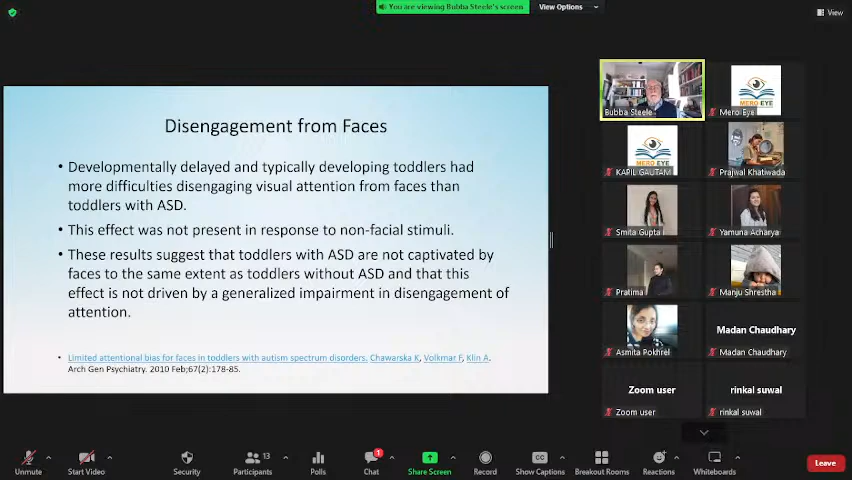 You are viewing Bubba Steele's screen
View Options
View
Disengagement from Faces
• Developmentally delayed and typically developing toddlers had
more difficulties disengaging visual attention from faces than
toddlers with ASD.
• This effect was not present in response to non-facial stimuli.
• These results suggest that toddlers with ASD are not captivated by
faces to the same extent as toddlers without ASD and that this
effect is not driven by a generalized impairment in disengagement of
attention.
• Limited attentional bias for faces in toddlers with autism spectrum disorders. Chawarska K, Volkmar F, Klin A.
Arch Gen Psychiatry. 2010 Feb;67(2):178-85.
Bubba Steele
MERO EYE
Mero Eye
MERO EYE
KAPIL GAUTAM
Prajwal Khatiwada
Smita Gupta
Yamuna Acharya
Pratima
Manju Shrestha
Asmita Pokhrel
Madan Chaudhary
Madan Chaudhary
Zoom user
Zoom user
rinkal suwal
rinkal suwal
Unmute
Start Video
Security
13
Participants
Polls
1
Chat
Share Screen
Record
CC
Show Captions
Breakout Rooms
Reactions
Whiteboards
Leave